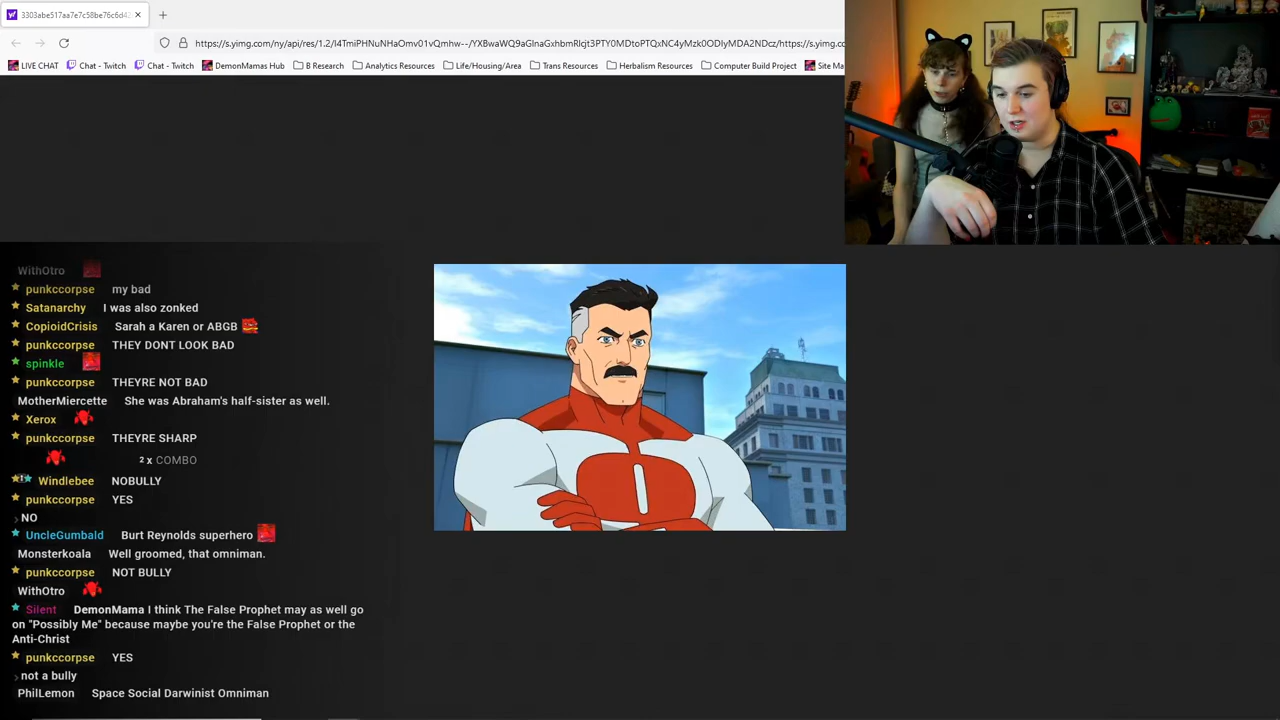 3303abe517aa7e7c58be76c6d4
https://s.yimg.com/ny/api/res/1.2/I4TmiPHNuNHaOmv01vQmhw--/YXBwaWQ9aGlnaGxhbmRlcjt3PTY0MDtoPTQxNC4yMzk0ODIyMDA2NDcz/https://s.yimg.co
LIVE CHAT Chat - Twitch Chat - Twitch DemonMamas Hub B Research Analytics Resources Life/Housing/Area Trans Resources Herbalism Resources Computer Build Project Site Ma
WithOtro
punkccorpse my bad
Satanarchy I was also zonked
CopioidCrisis Sarah a Karen or ABGB
punkccorpse THEY DONT LOOK BAD
spinkle
punkccorpse THEYRE NOT BAD
MotherMiercette She was Abraham's half-sister as well.
Xerox
punkccorpse THEYRE SHARP
2 x COMBO
Windlebee NOBULLY
punkccorpse YES
NO
UncleGumbald Burt Reynolds superhero
Monsterkoala Well groomed, that omniman.
punkccorpse NOT BULLY
WithOtro
Silent DemonMama I think The False Prophet may as well go
on "Possibly Me" because maybe you're the False Prophet or the
Anti-Christ
punkccorpse YES
not a bully
PhilLemon Space Social Darwinist Omniman